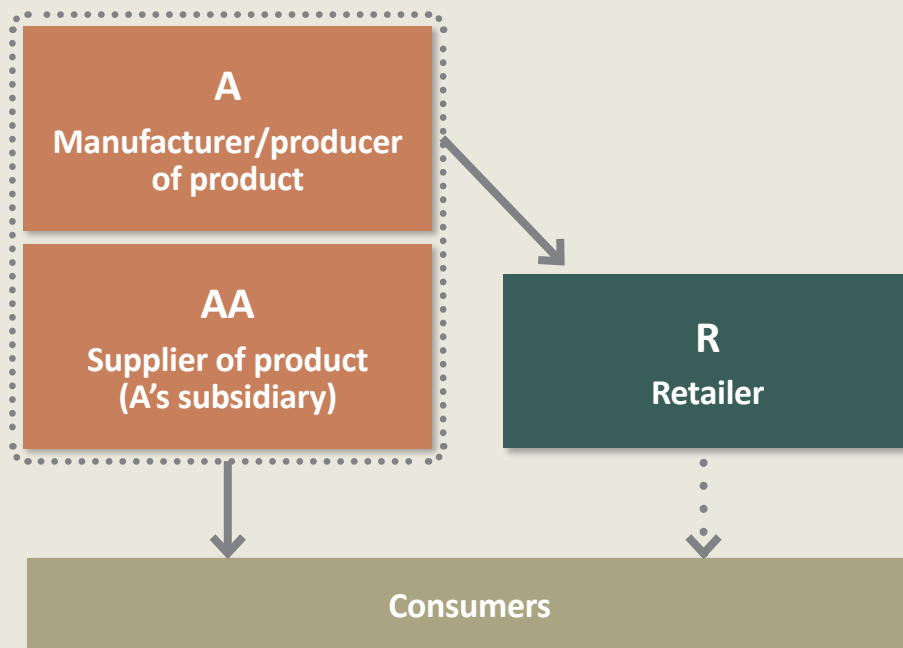 A
Manufacturer/producer
of product
AA
Supplier of product
(A’s subsidiary)
R
Retailer
Consumers